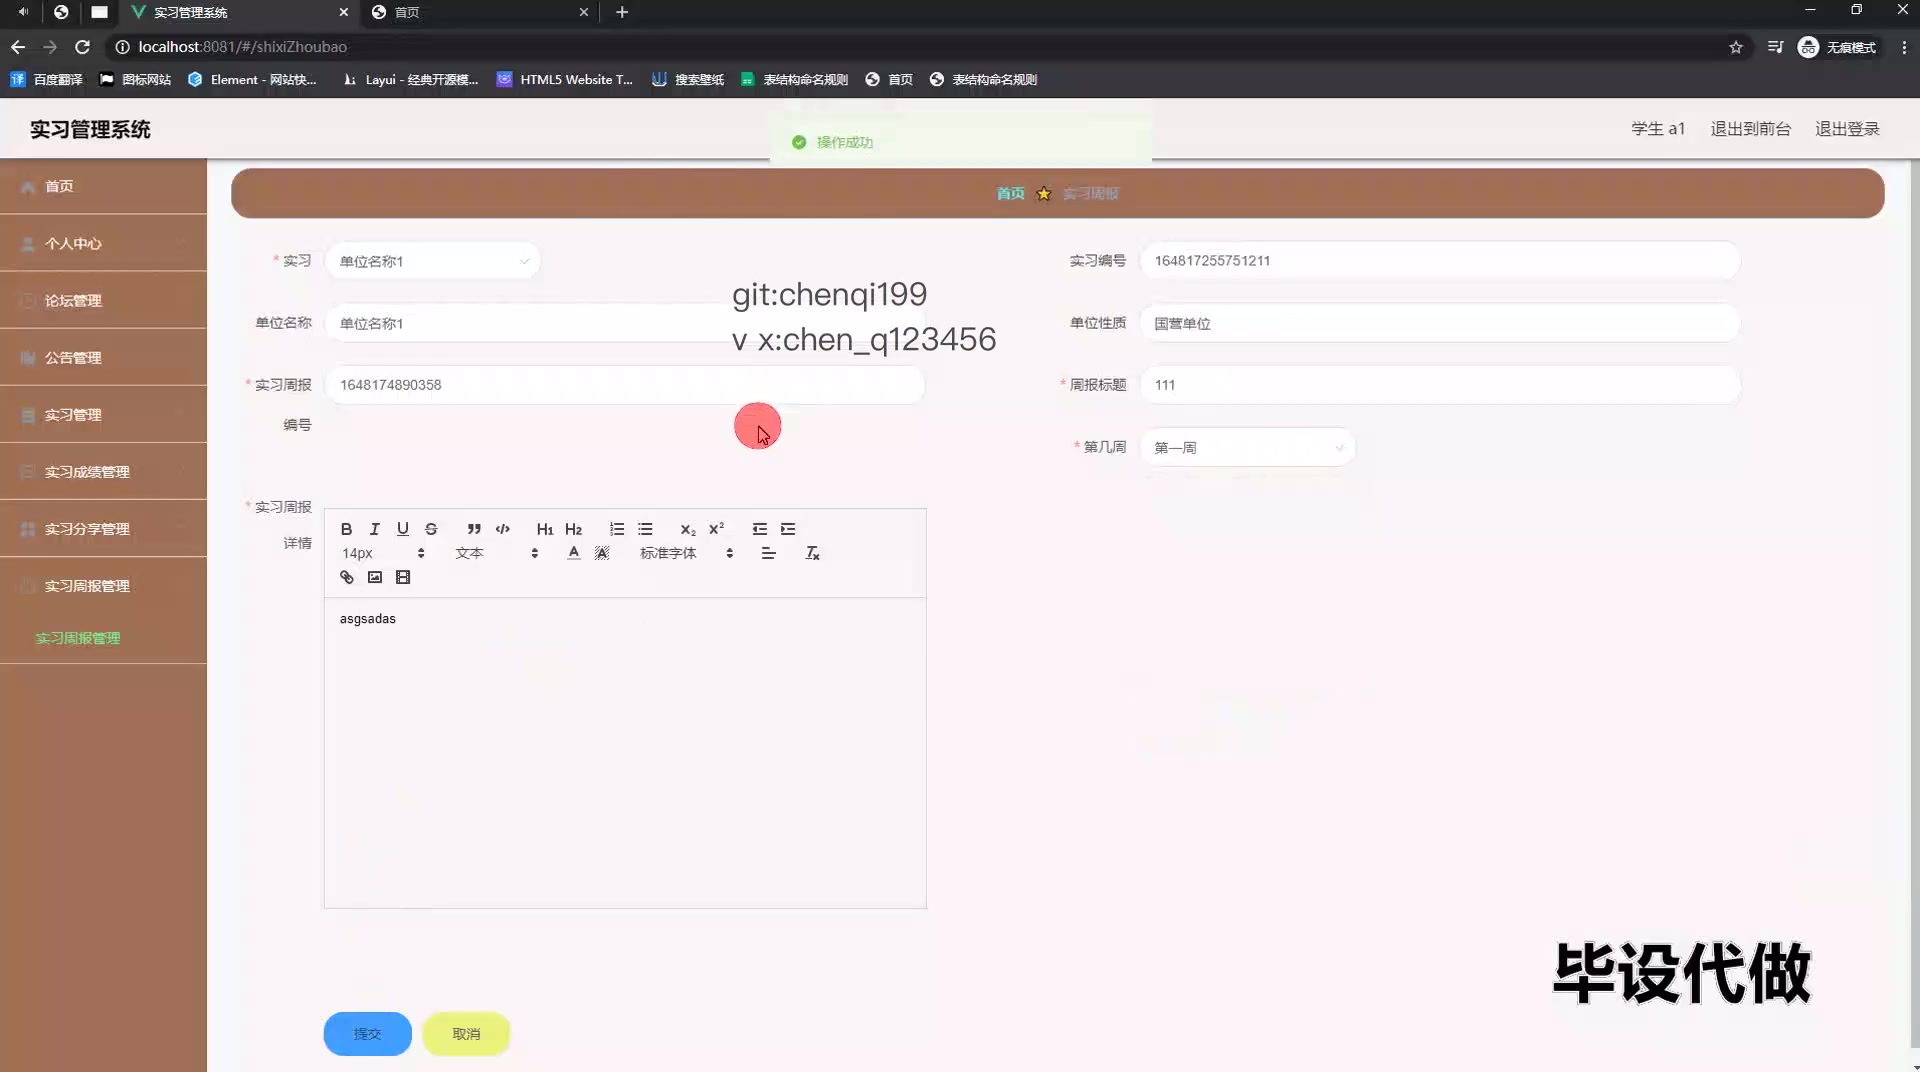 实习管理系统
首页
localhost:8081/#/shixiZhoubao
无痕模式
百度翻译
图标网站
Element - 网站快...
Layui - 经典开源模...
HTML5 Website T...
搜索壁纸
表结构命名规则
首页
表结构命名规则
实习管理系统
操作成功
学生 a1
退出到前台
退出登录
首页
个人中心
论坛管理
公告管理
实习管理
实习成绩管理
实习分享管理
实习周报管理
实习周报管理
首页
实习周报
* 实习
单位名称1
实习编号
164817255751211
git:chenqi199
v x:chen_q123456
单位名称
单位名称1
单位性质
国营单位
* 实习周报
编号
1648174890358
* 周报标题
111
* 第几周
第一周
* 实习周报
详情
14px
文本
标准字体
asgsadas
毕设代做
提交
取消